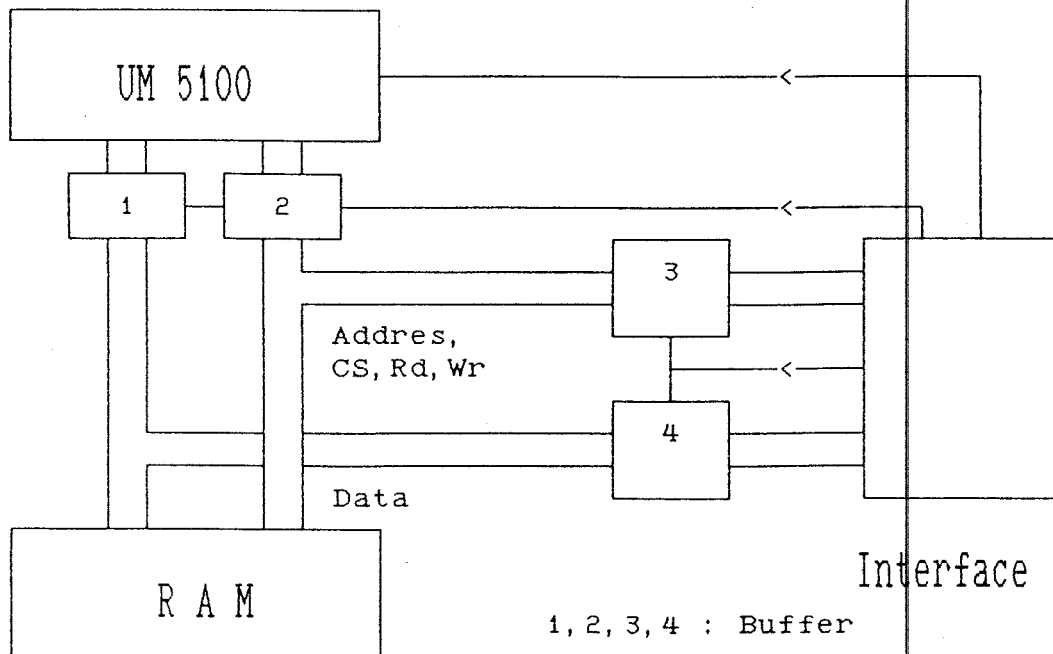 UM 5100
1
2
3
Addres,
CS, Rd, Wr
4
Data
Interface
R A M
1, 2, 3, 4 : Buffer